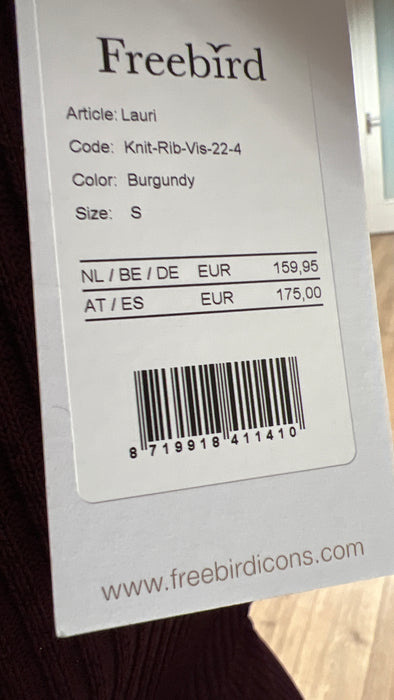 Freebird
Article: Lauri
Code: Knit-Rib-Vis-22-4
Color: Burgundy
Size: S
NL / BE / DE EUR 159,95
AT / ES EUR 175,00
8 719918 411410
www.freebirdicons.com